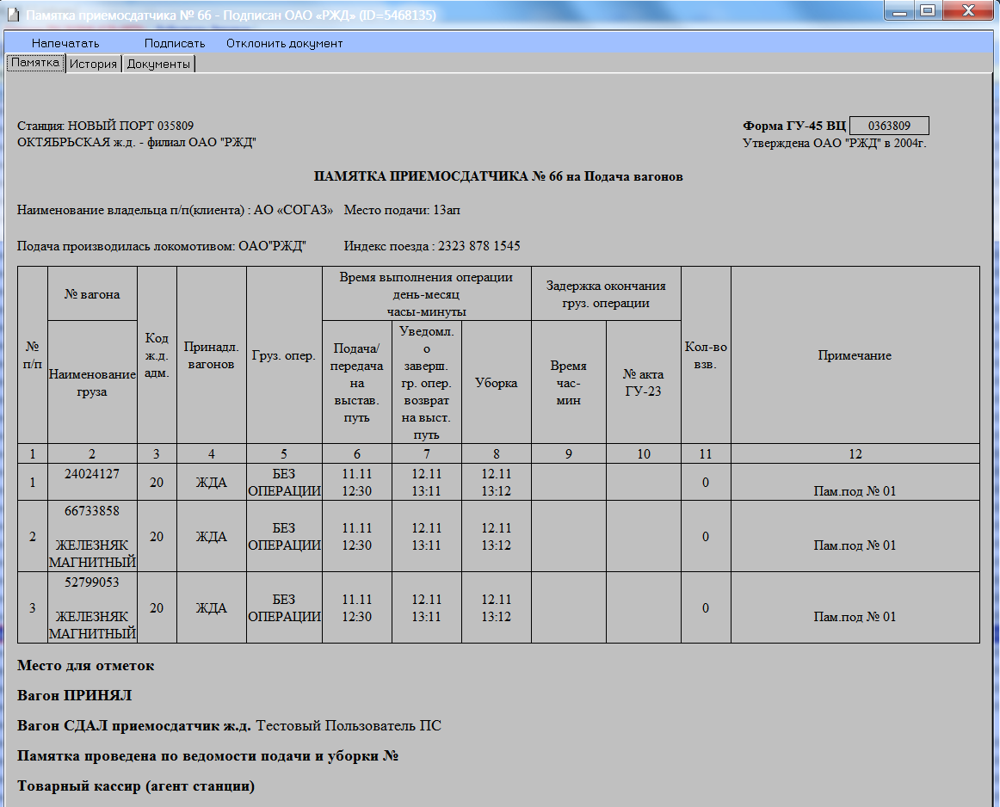 Памятка приемосдатчика № 66 - Подписан ОАО «РЖД» (ID=5468135)
Напечатать Подписать Отклонить документ
Памятка История Документы
Станция: НОВЫЙ ПОРТ 035809
Форма ГУ-45 ВЦ 0363809
ОКТЯБРЬСКАЯ ж.д. - филиал ОАО "РЖД"
Утверждена ОАО "РЖД" в 2004г.
ПАМЯТКА ПРИЕМОСДАТЧИКА № 66 на Подача вагонов
Наименование владельца п/п(клиента) : АО «СОГАЗ» Место подачи: 13ап
Подача производилась локомотивом: ОАО"РЖД" Индекс поезда : 2323 878 1545
№
п/п
№ вагона
Наименование
груза
Код
ж.д.
адм.
Принадл.
вагонов
Груз. опер.
Время выполнения операции
день-месяц
часы-минуты
Подача/
передача
на
выстав.
путь
Уведомл.
о
заверш.
гр. опер.
возврат
на выст.
путь
Уборка
Задержка окончания
груз. операции
Время
час-
мин
№ акта
ГУ-23
Кол-во
взв.
Примечание
1 2 3 4 5 6 7 8 9 10 11 12
1
24024127
20
ЖДА
БЕЗ
ОПЕРАЦИИ
11.11
12:30
12.11
13:11
12.11
13:12
0
Пам.под № 01
2
66733858
ЖЕЛЕЗНЯК
МАГНИТНЫЙ
20
ЖДА
БЕЗ
ОПЕРАЦИИ
11.11
12:30
12.11
13:11
12.11
13:12
0
Пам.под № 01
3
52799053
ЖЕЛЕЗНЯК
МАГНИТНЫЙ
20
ЖДА
БЕЗ
ОПЕРАЦИИ
11.11
12:30
12.11
13:11
12.11
13:12
0
Пам.под № 01
Место для отметок
Вагон ПРИНЯЛ
Вагон СДАЛ приемосдатчик ж.д. Тестовый Пользователь ПС
Памятка проведена по ведомости подачи и уборки №
Товарный кассир (агент станции)